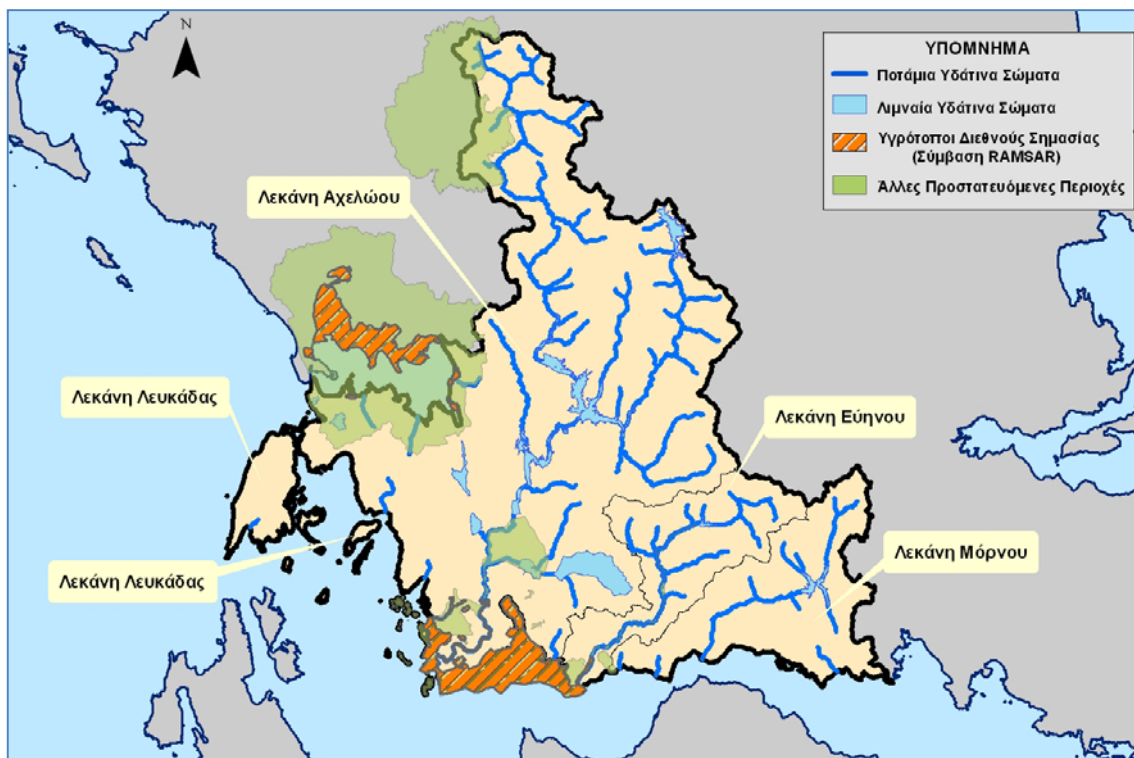 N
ΥΠΟΜΝΗΜΑ
Ποτάμια Υδάτινα Σώματα
Λιμναία Υδάτινα Σώματα
Υγρότοποι Διεθνούς Σημασίας
(Σύμβαση RAMSAR)
Άλλες Προστατευόμενες Περιοχές
Λεκάνη Αχελώου
Λεκάνη Λευκάδας
Λεκάνη Εύηνου
Λεκάνη Μόρνου
Λεκάνη Λευκάδας